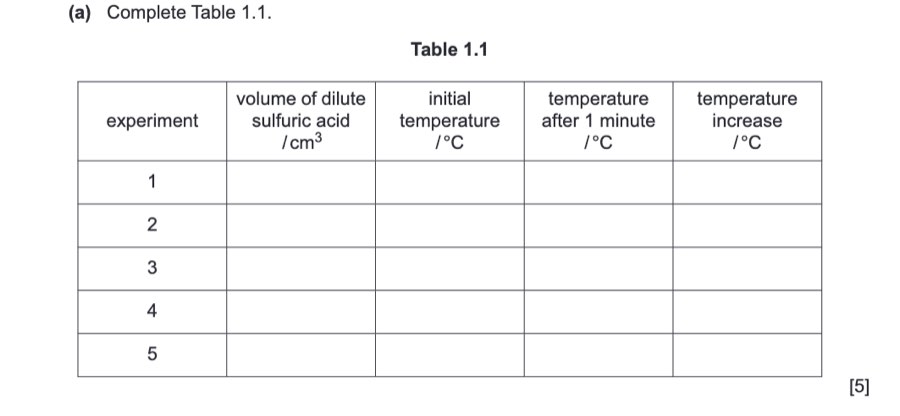 (a) Complete Table 1.1.
Table 1.1
experiment
volume of dilute
sulfuric acid
/cm³
initial
temperature
/°C
temperature
after 1 minute
/°C
temperature
increase
/°C
1
2
3
4
5
[5]